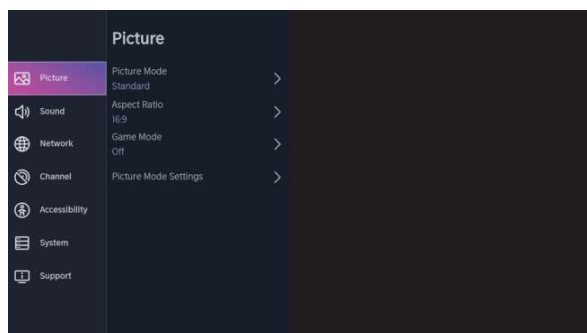 Picture
Picture
Sound
Network
Channel
Accessibility
System
Support
Picture Mode
Standard
Aspect Ratio
16:9
Game Mode
Off
Picture Mode Settings